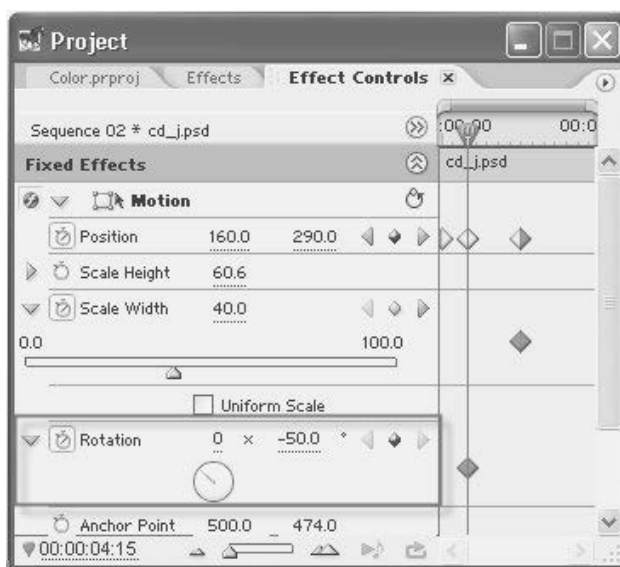 Project
Color.prproj Effects Effect Controls
Sequence 02 * cd_j.psd :00:00 00:0
Fixed Effects cd_j.psd
Motion
Position 160.0 290.0
Scale Height 60.6
Scale Width 40.0
0.0 100.0
Uniform Scale
Rotation 0 × -50.0 °
Anchor Point 500.0 474.0
00:00:04:15